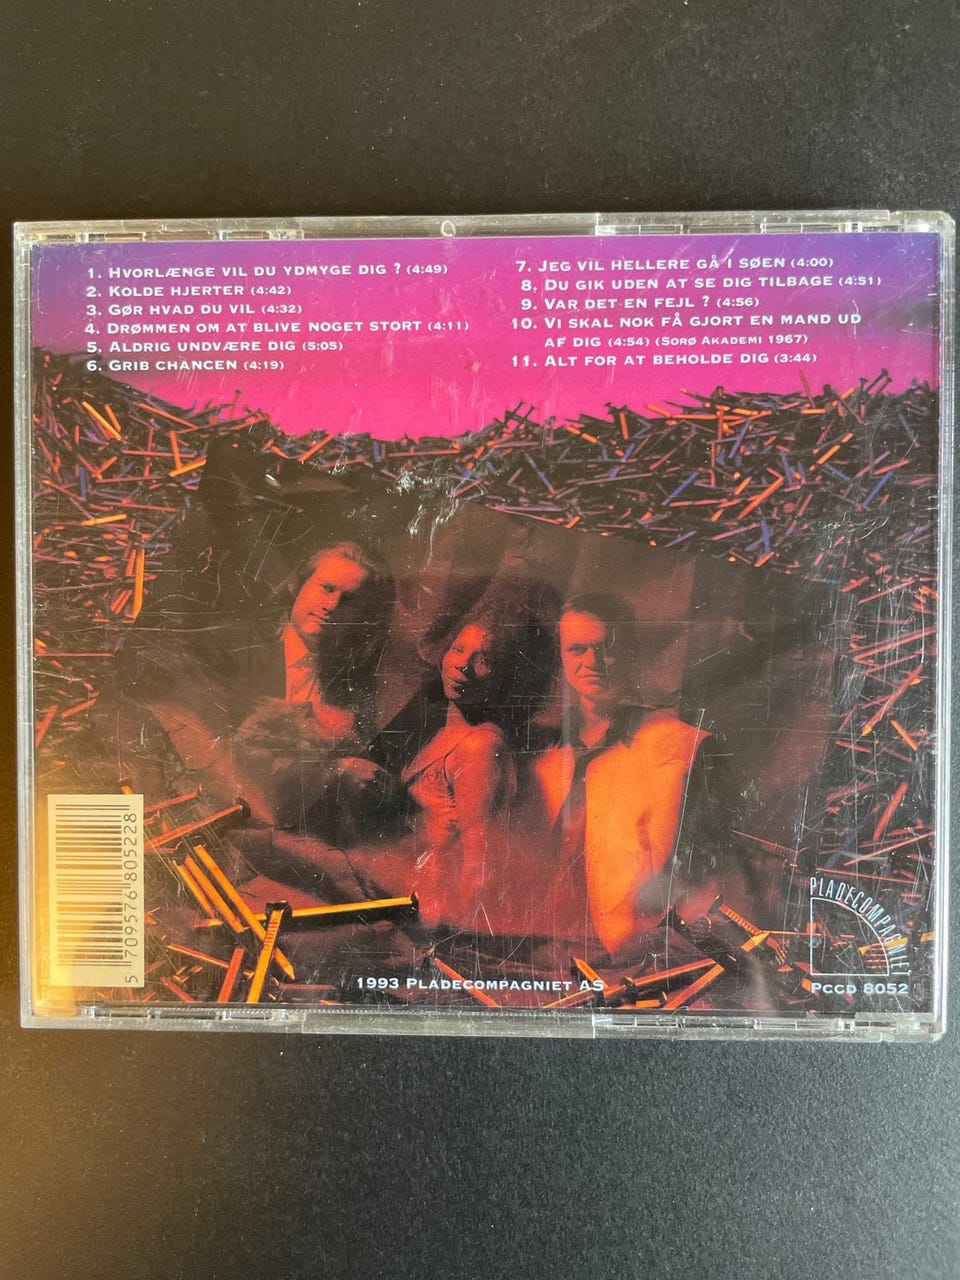 1. HVORLÆNGE VIL DU YDMYGE DIG ? (4:49)
2. KOLDE HJERTER (4:42)
3. GØR HVAD DU VIL (4:32)
4. DRØMMEN OM AT BLIVE NOGET STORT (4:11)
5. ALDRIG UNDVÆRE DIG (5:05)
6. GRIB CHANCEN (4:19)
7. JEG VIL HELLERE GÅ I SØEN (4:00)
8. DU GIK UDEN AT SE DIG TILBAGE (4:51)
9. VAR DET EN FEJL ? (4:56)
10. VI SKAL NOK FÅ GJORT EN MAND UD
AF DIG (4:54) (SORØ AKADEMI 1967)
11. ALT FOR AT BEHOLDE DIG (3:44)
5 709576 805228
1993 PLADECOMPAGNIET AS
PLADECOMPAGNIET
PCCD 8052